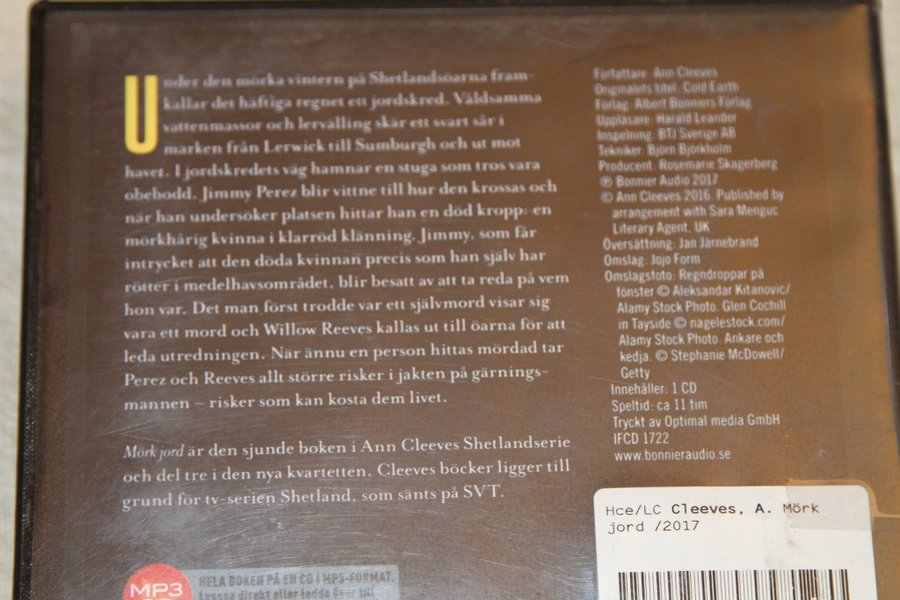 Under den mörka vintern på Shetlandsöarna fram-
kallar det häftiga regnet ett jordskred. Våldsamma
vattenmassor och lervälling skär ett svart sår i
marken från Lerwick till Sumburgh och ut mot
havet. I jordskredets väg hamnar en stuga som tros vara
obebodd. Jimmy Perez blir vittne till hur den krossas och
när han undersöker platsen hittar han en död kropp: en
mörkhårig kvinna i klarröd klänning. Jimmy, som får
intrycket att den döda kvinnan precis som han själv har
rötter i medelhavsområdet, blir besatt av att ta reda på vem
hon var. Det man först trodde var ett självmord visar sig
vara ett mord och Willow Reeves kallas ut till öarna för att
leda utredningen. När ännu en person hittas mördad tar
Perez och Reeves allt större risker i jakten på gärnings-
mannen – risker som kan kosta dem livet.
Mörk jord är den sjunde boken i Ann Cleeves Shetlandserie
och del tre i den nya kvartetten. Cleeves böcker ligger till
grund för tv-serien Shetland, som sänts på SVT.
MP3
HELA BOKEN PÅ EN CD I MP3-FORMAT.
Lyssna direkt eller ladda över till
Författare: Ann Cleeves
Originalets titel: Cold Earth
Förlag: Albert Bonniers Förlag
Uppläsare: Harald Leander
Inspelning: BTJ Sverige AB
Tekniker: Björn Björkholm
Producent: Rosemarie Skagerberg
℗ Bonnier Audio 2017
© Ann Cleeves 2016. Published by
arrangement with Sara Menguc
Literary Agent, UK
Översättning: Jan Järnebrand
Omslag: Jojo Form
Omslagsfoto: Regndroppar på
fönster © Aleksandar Kitanovic/
Alamy Stock Photo. Glen Cochill
in Tayside © nagelestock.com/
Alamy Stock Photo. Ankare och
kedja. © Stephanie McDowell/
Getty
Innehåller: 1 CD
Speltid: ca 11 tim
Tryckt av Optimal media GmbH
IFCD 1722
www.bonnieraudio.se
Hce/LC Cleeves, A. Mörk
jord /2017